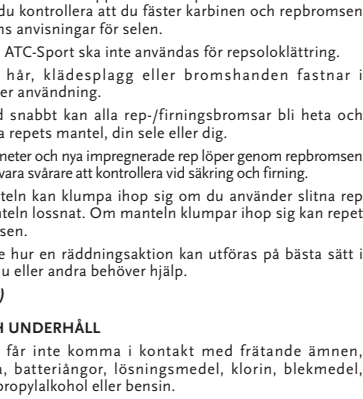 du kontrollera att du fäster karbinen och repbromsen
ns anvisningar för selen.
ATC-Sport ska inte användas för repsoloklättring.
hår, klädesplagg eller bromshanden fastnar i
er användning.
d snabbt kan alla rep-/firningsbromsar bli heta och
a repets mantel, din sele eller dig.
meter och nya impregnerade rep löper genom repbromsen
vara svårare att kontrollera vid säkring och firning.
teln kan klumpa ihop sig om du använder slitna rep
nteln lossnat. Om manteln klumpar ihop sig kan repet
sen.
e hur en räddningsaktion kan utföras på bästa sätt i
u eller andra behöver hjälp.
)
H UNDERHÅLL
får inte komma i kontakt med frätande ämnen,
a, batteriångor, lösningsmedel, klorin, blekmedel,
propylalkohol eller bensin.